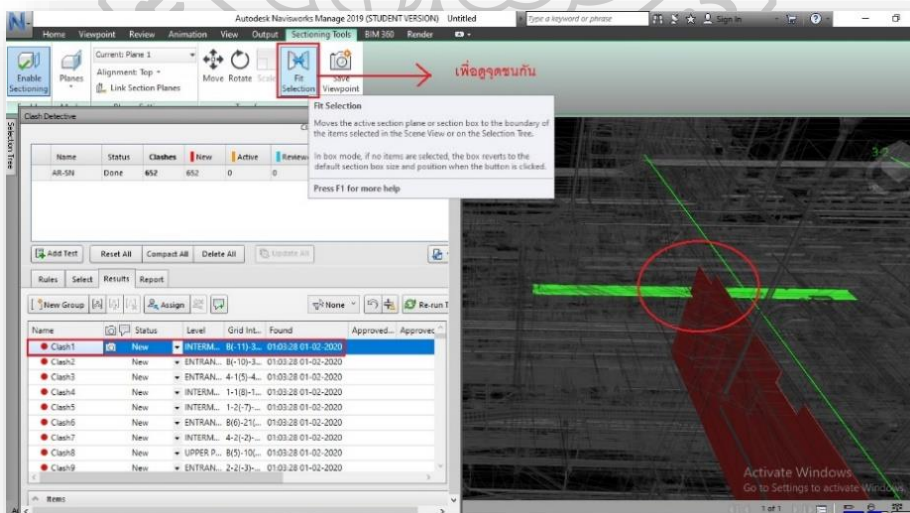 Autodesk Navisworks Manage 2019 (STUDENT VERSION) Untitled
Type a keyword or phrase
Sign In
Home Viewpoint Review Animation View Output Sectioning Tools BIM 360 Render
Enable Sectioning
Planes
Current: Plane 1
Alignment: Top
Link Section Planes
Move Rotate Scale
Fit Selection
Save Viewpoint
เพื่อดูจุดชนกัน
Fit Selection
Moves the active section plane or section box to the boundary of
the items selected in the Scene View or on the Selection Tree.
In box mode, if no items are selected, the box reverts to the
default section box size and position when the button is clicked.
Press F1 for more help
Selection Tree
Clash Detective
Name Status Clashes New Active
AR-SN Done 652 652 0 0
Add Test Reset All Compact All Delete All Update All
Rules Select Results Report
New Group Assign None Re-run
Name Status Level Grid Int... Found Approved...
Clash1 New INTERM... B(-11)-3... 01:03:28 01-02-2020
Clash2 New ENTRAN... B(-10)-3... 01:03:28 01-02-2020
Clash3 New ENTRAN... 4-1(5)-4... 01:03:28 01-02-2020
Clash4 New INTERM... 1-1(8)-1... 01:03:28 01-02-2020
Clash5 New INTERM... 1-2(-7)-... 01:03:28 01-02-2020
Clash6 New ENTRAN... B(6)-21(... 01:03:28 01-02-2020
Clash7 New INTERM... 4-2(-2)-... 01:03:28 01-02-2020
Clash8 New UPPER P... B(5)-10(... 01:03:28 01-02-2020
Clash9 New ENTRAN... 2-2(-3)-... 01:03:28 01-02-2020
Items
Activate Windows
Go to Settings to activate Windows.
1 of 1